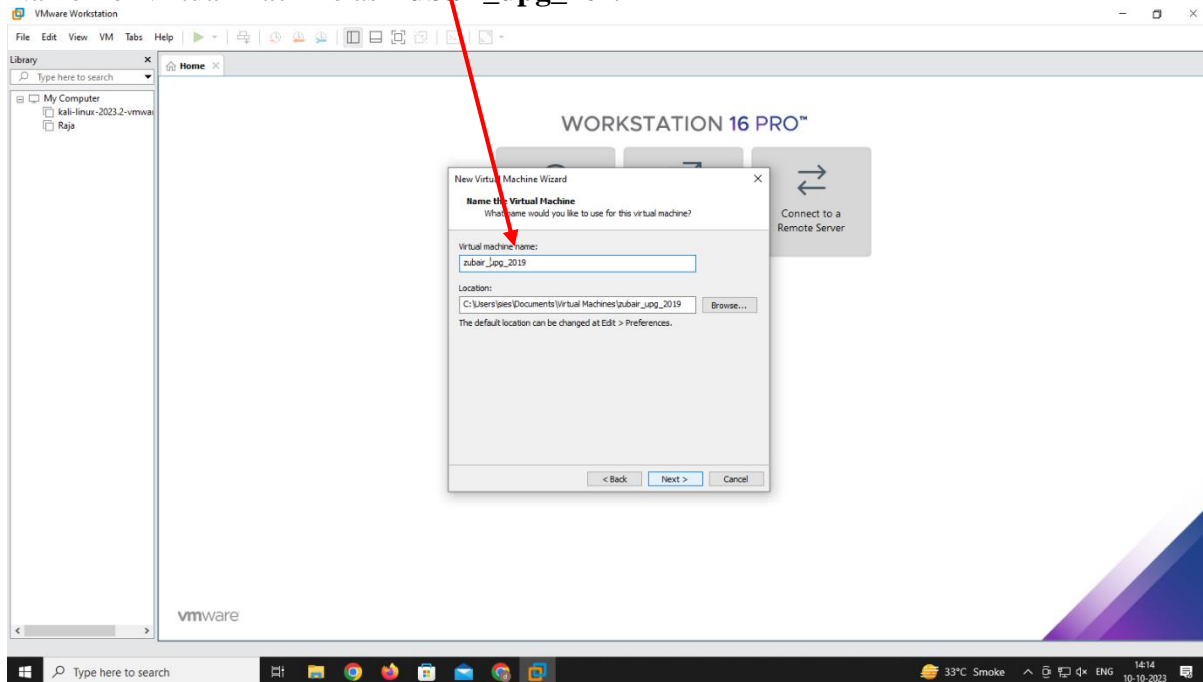 VMware Workstation
File Edit View VM Tabs Help
Library
Type here to search
Home
My Computer
kali-linux-2023.2-vmwar
Raja
WORKSTATION 16 PRO™
Connect to a
Remote Server
New Virtual Machine Wizard
Name the Virtual Machine
What name would you like to use for this virtual machine?
Virtual machine name:
zubair_upg_2019
Location:
C:\Users\sies\Documents\Virtual Machines\zubair_upg_2019
Browse...
The default location can be changed at Edit > Preferences.
< Back Next > Cancel
vmware
Type here to search
33°C Smoke
ENG
14:14
10-10-2023